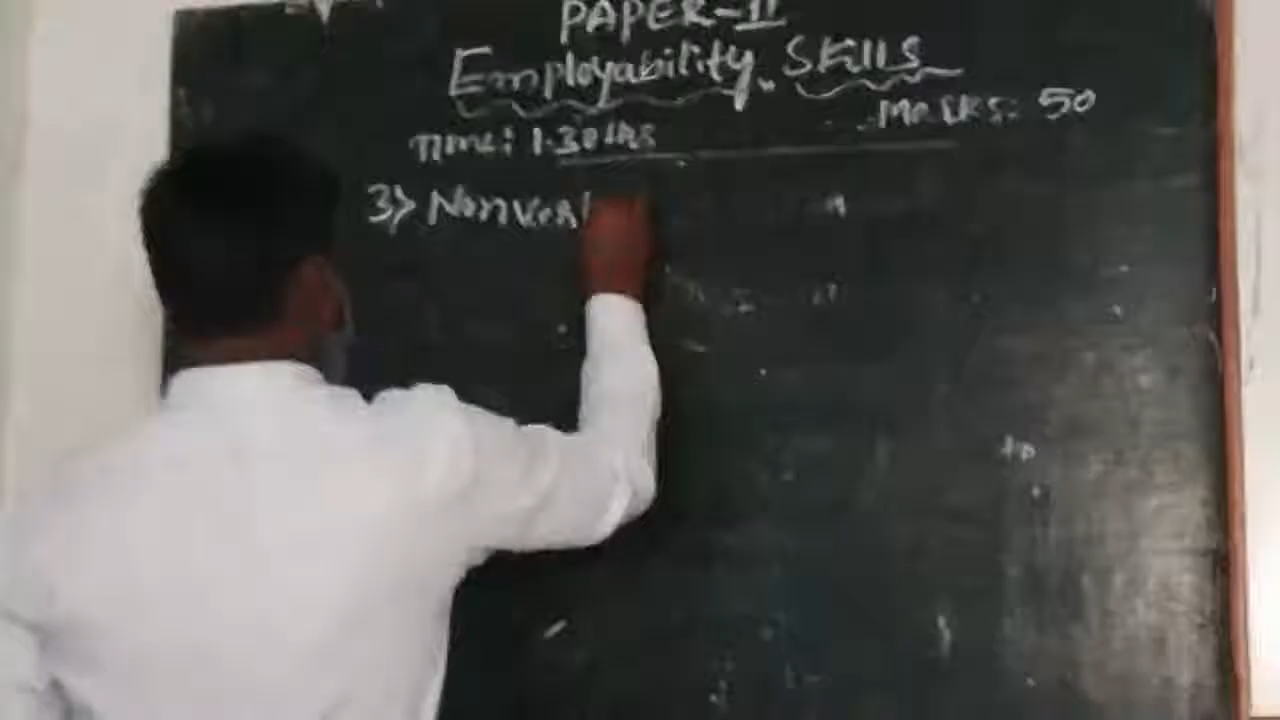 PAPER-II
Employability Skills
Marks: 50
Time: 1.30 Hrs
3) Nonverb